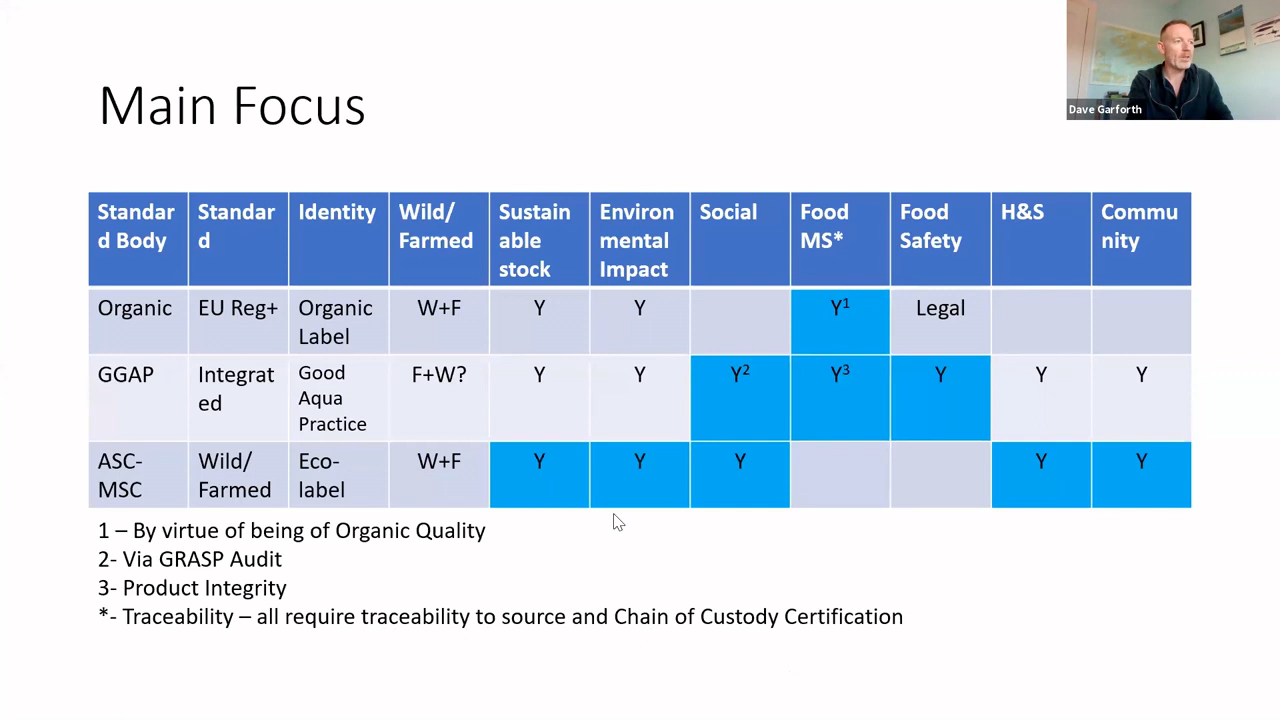 Dave Garforth
Main Focus
Standar
d Body
Standar
d
Identity
Wild/
Farmed
Sustain
able
stock
Environ
mental
Impact
Social
Food
MS*
Food
Safety
H&S
Commu
nity
Organic
EU Reg+
Organic
Label
W+F
Y
Y
Y¹
Legal
GGAP
Integrat
ed
Good
Aqua
Practice
F+W?
Y
Y
Y²
Y³
Y
Y
Y
ASC-
MSC
Wild/
Farmed
Eco-
label
W+F
Y
Y
Y
Y
Y
1 – By virtue of being of Organic Quality
2- Via GRASP Audit
3- Product Integrity
*- Traceability – all require traceability to source and Chain of Custody Certification